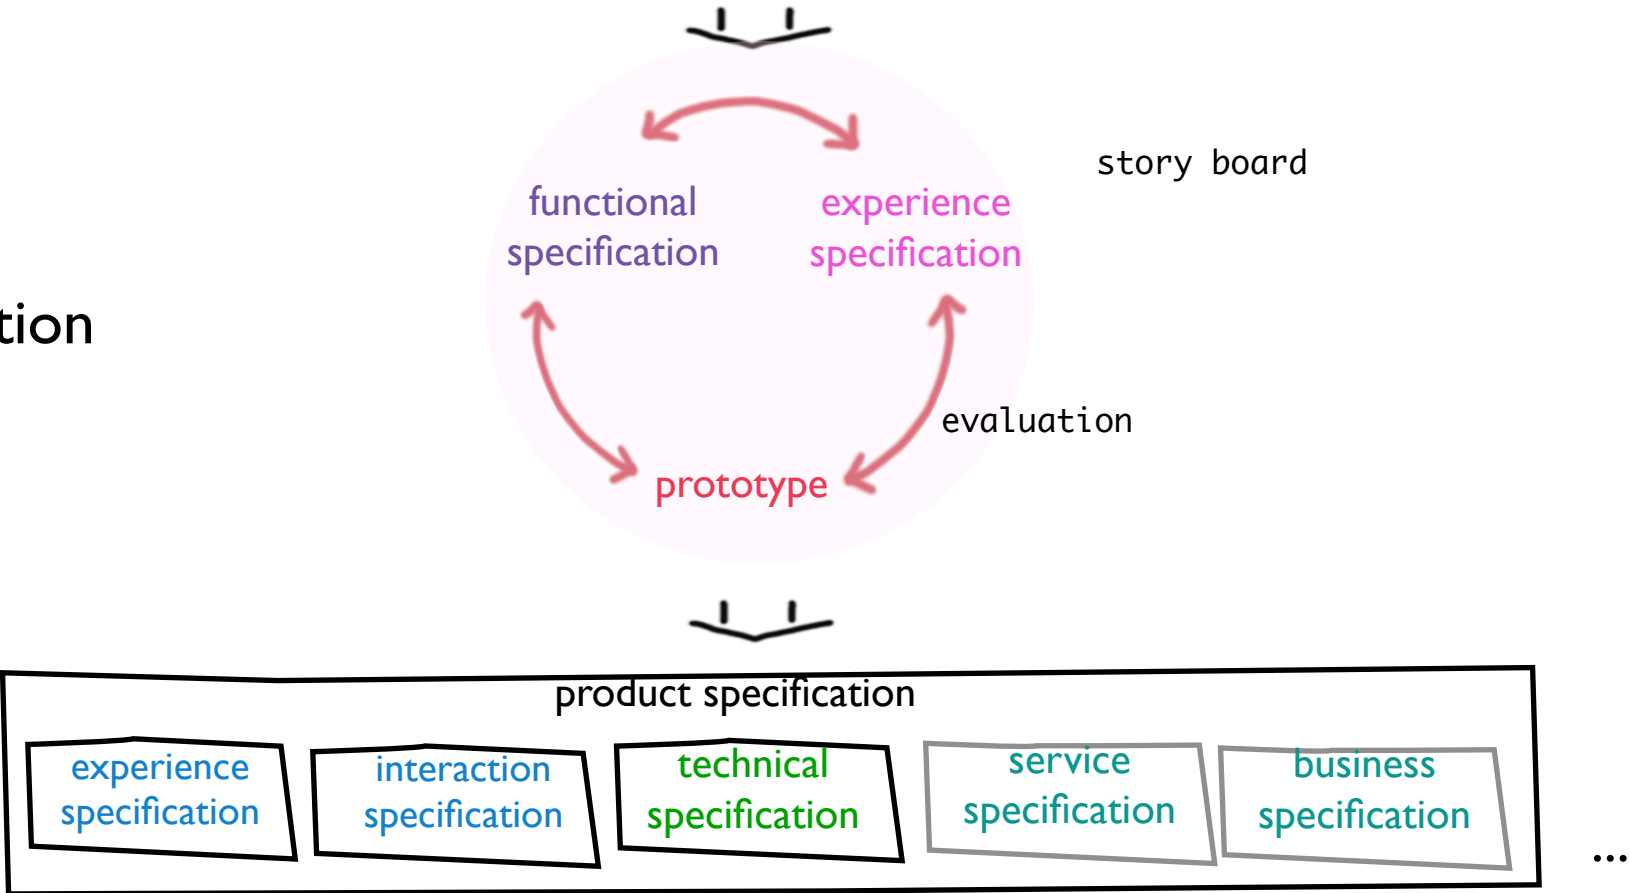 story board
functional
specification
experience
specification
tion
evaluation
prototype
product specification
experience
specification
interaction
specification
technical
specification
service
specification
business
specification
...